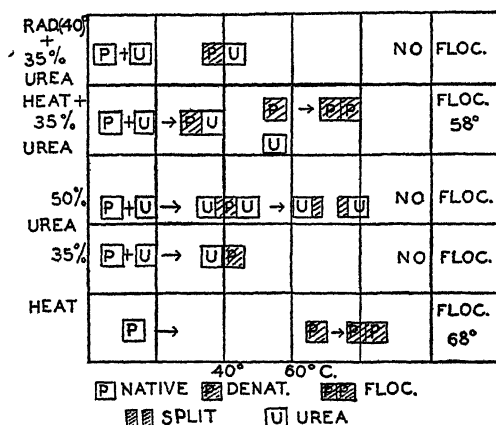 RAD.(40°)
+
35%
UREA
P + U
P U
NO FLOC.
HEAT +
35%
UREA
P + U → P U
P → P P
U
FLOC.
58°
50%
UREA
P + U → U P U → U U
NO FLOC.
35%
P + U → U P
NO FLOC.
HEAT
P → P → P P
FLOC.
68°
40° 60° C.
P NATIVE P DENAT. P P FLOC.
SPLIT U UREA